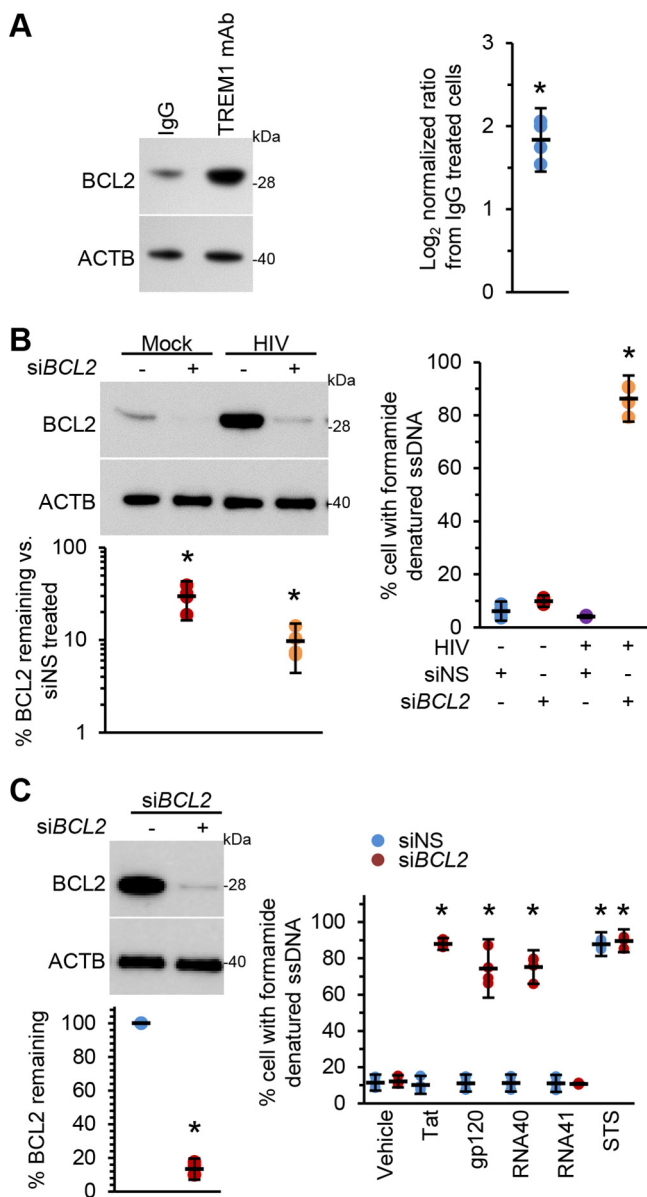 A
IgG
TREM1 mAb
kDa
BCL2
-28
ACTB
-40
Log2 normalized ratio
from IgG treated cells
3
2
1
0
*
B
Mock HIV
siBCL2 - + - +
kDa
BCL2
-28
ACTB
-40
% BCL2 remaining vs.
siNS treated
100
10
1
* *
% cell with formamide
denatured ssDNA
100
80
60
40
20
0
*
HIV - - + +
siNS + - + -
siBCL2 - + - +
C
siBCL2
siBCL2 - +
kDa
BCL2
-28
ACTB
-40
% BCL2 remaining
100
80
60
40
20
0
*
siNS
siBCL2
% cell with formamide
denatured ssDNA
100
80
60
40
20
0
* * * * *
Vehicle
Tat
gp120
RNA40
RNA41
STS